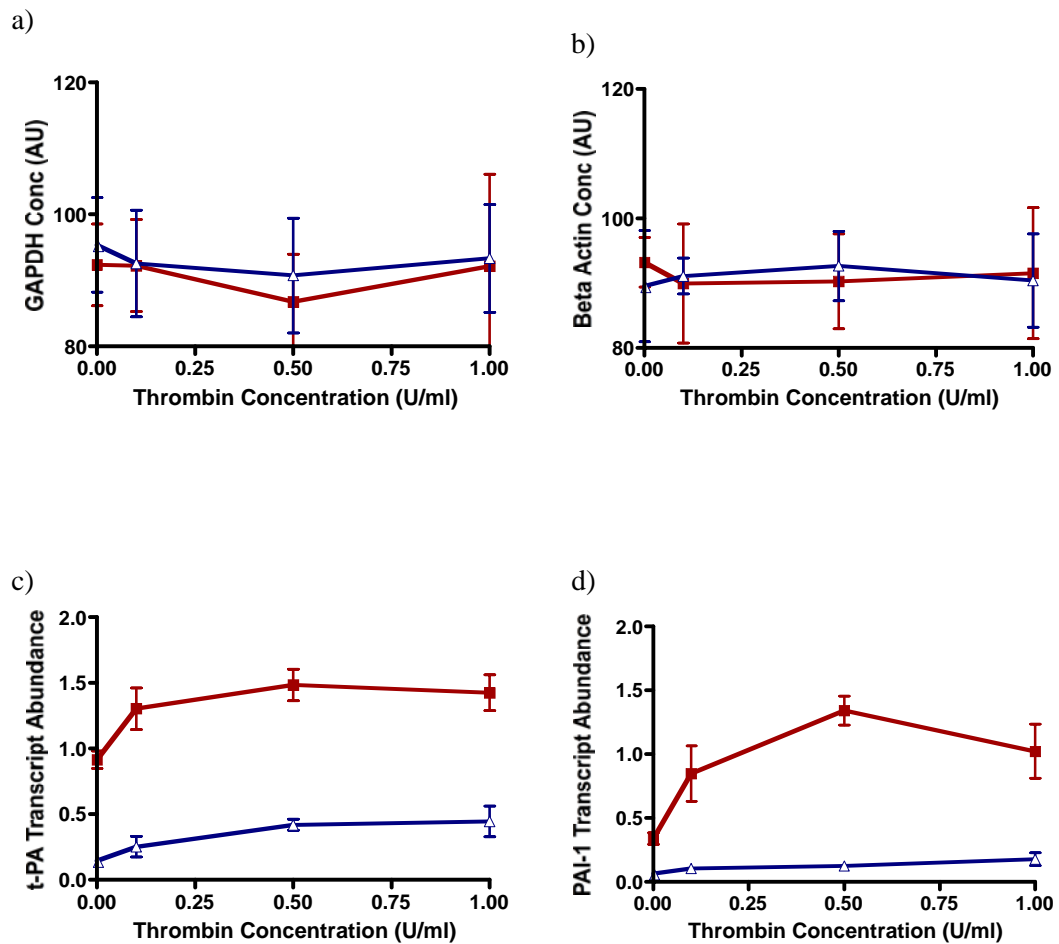 a)
GAPDH Conc (AU)
120
100
80
0.00 0.25 0.50 0.75 1.00
Thrombin Concentration (U/ml)
b)
Beta Actin Conc (AU)
120
100
80
0.00 0.25 0.50 0.75 1.00
Thrombin Concentration (U/ml)
c)
t-PA Transcript Abundance
2.0
1.5
1.0
0.5
0.0
0.00 0.25 0.50 0.75 1.00
Thrombin Concentration (U/ml)
d)
PAI-1 Transcript Abundance
2.0
1.5
1.0
0.5
0.0
0.00 0.25 0.50 0.75 1.00
Thrombin Concentration (U/ml)